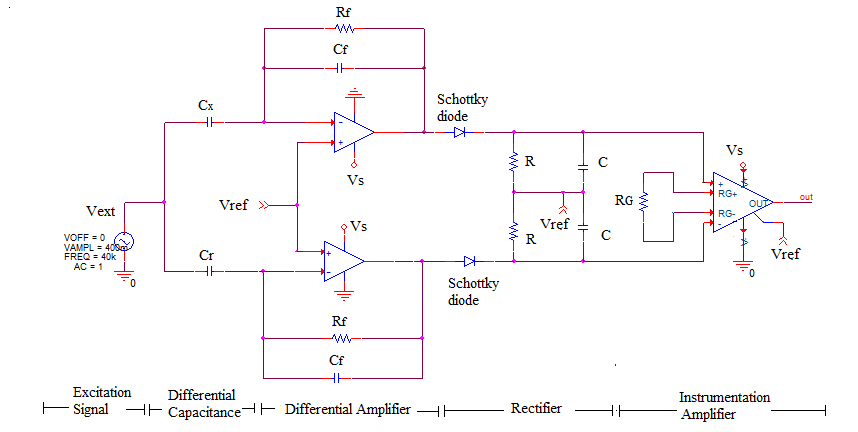 Rf
Cf
Cx
Schottky
diode
Vs
R
C
Vs
+
RG+
RG-
-
OUT
out
RG
Vref
Vext
VOFF = 0
VAMPL = 400m
FREQ = 40k
AC = 1
0
Vref
Vref
0
Vs
R
C
Cr
Schottky
diode
Rf
Cf
Excitation
Signal
Differential
Capacitance
Differential Amplifier
Rectifier
Instrumentation
Amplifier